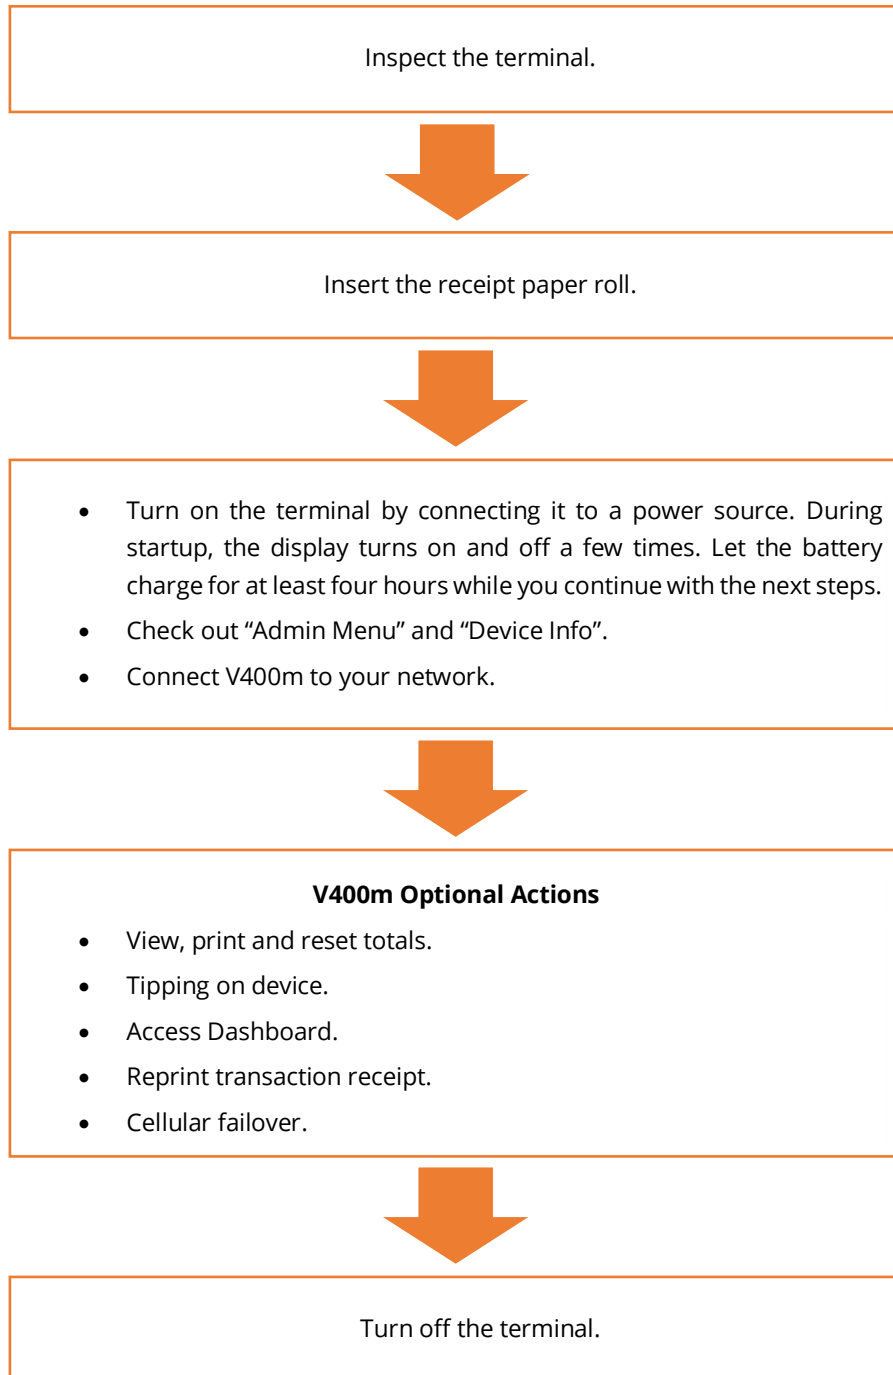 Inspect the terminal.
Insert the receipt paper roll.
• Turn on the terminal by connecting it to a power source. During
startup, the display turns on and off a few times. Let the battery
charge for at least four hours while you continue with the next steps.
• Check out “Admin Menu” and “Device Info”.
• Connect V400m to your network.
V400m Optional Actions
• View, print and reset totals.
• Tipping on device.
• Access Dashboard.
• Reprint transaction receipt.
• Cellular failover.
Turn off the terminal.